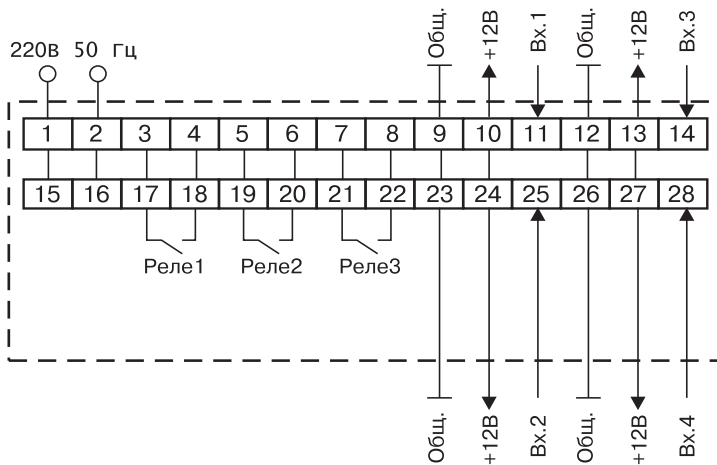 220В 50 Гц
Общ. +12В Вх.1 Общ. +12В Вх.3
1 2 3 4 5 6 7 8 9 10 11 12 13 14
15 16 17 18 19 20 21 22 23 24 25 26 27 28
Реле1 Реле2 Реле3
Общ. +12В Вх.2 Общ. +12В Вх.4